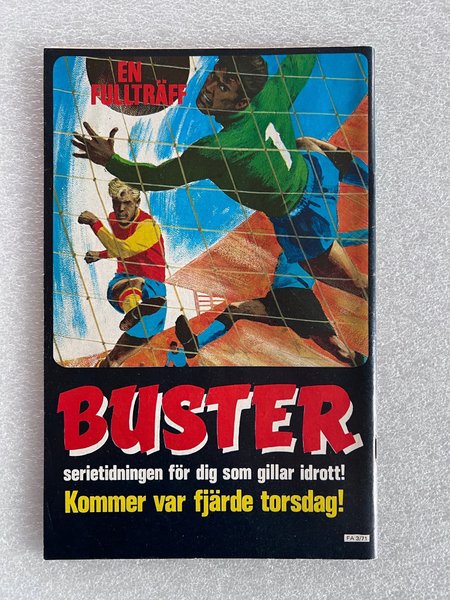 EN
FULLTRÄFF
1
BUSTER
serietidningen för dig som gillar idrott!
Kommer var fjärde torsdag!
FA 3/71